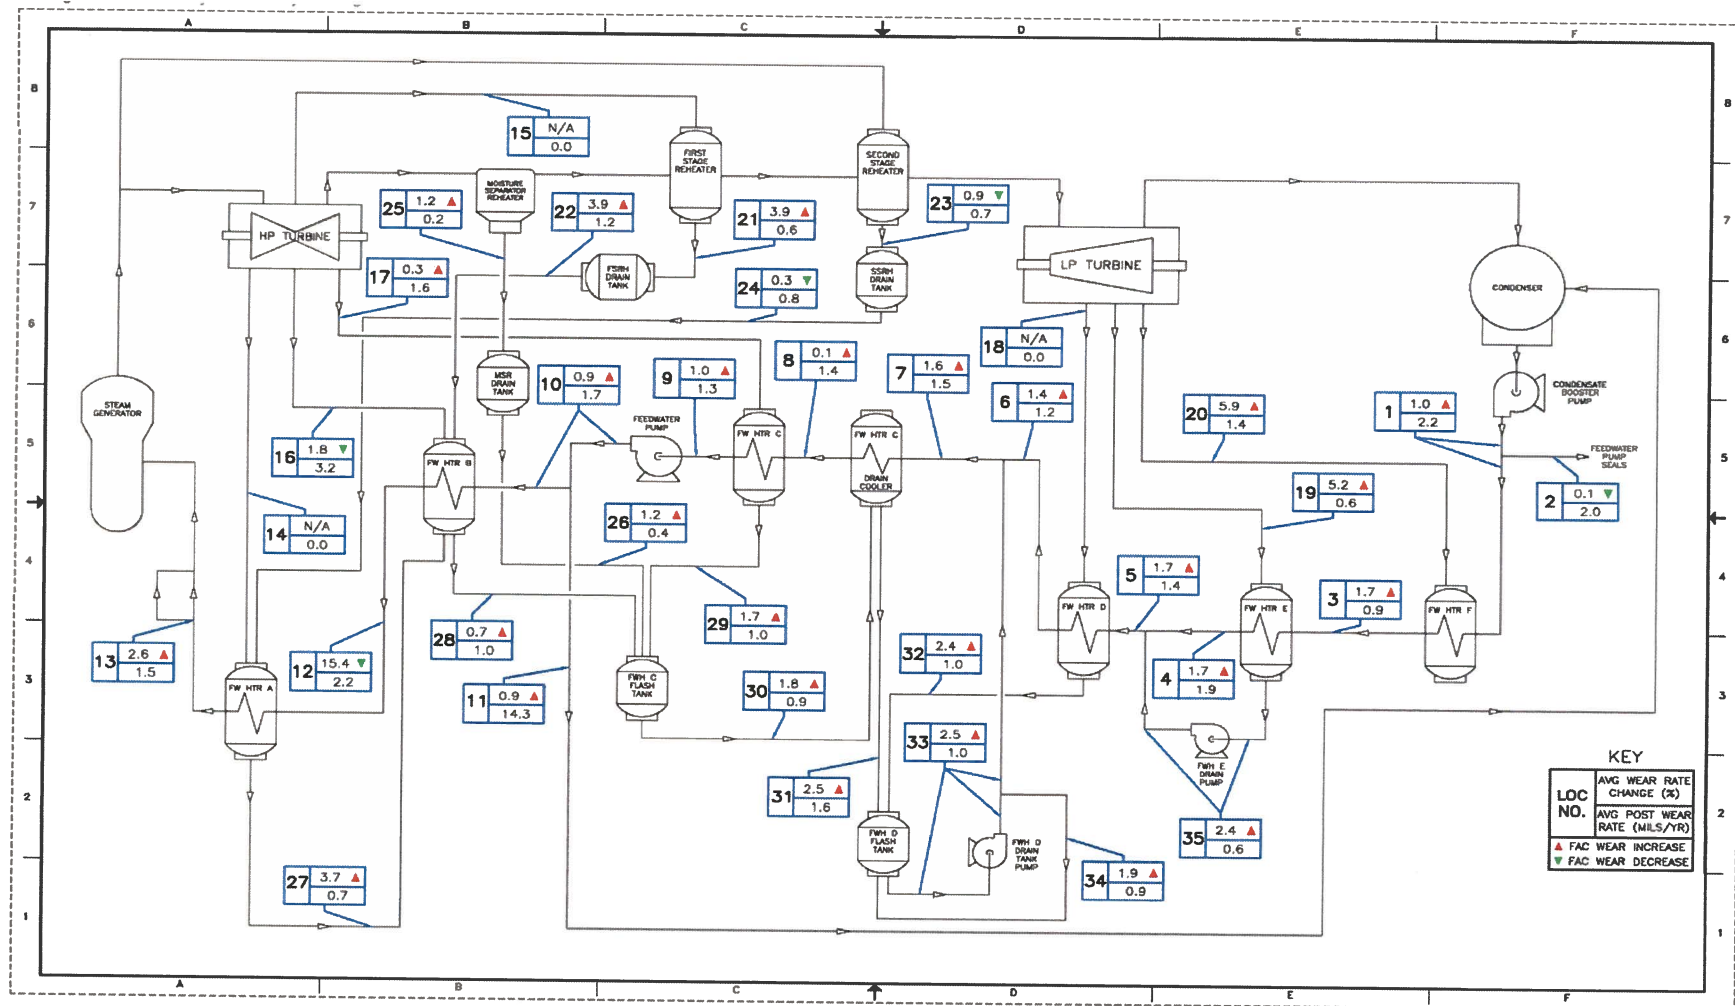 A B C D E F
8 8
15 N/A
0.0
FIRST
STAGE
REHEATER
SECOND
STAGE
REHEATER
MOISTURE
SEPARATOR
REHEATER
7 7
25 1.2 ▲
0.2
22 3.9 ▲
1.2
21 3.9 ▲
0.6
23 0.9 ▼
0.7
HP TURBINE
LP TURBINE
17 0.3 ▲
1.6
FSRH
DRAIN
TANK
24 0.3 ▼
0.8
SSRH
DRAIN
TANK
CONDENSER
6 6
18 N/A
0.0
MSR
DRAIN
TANK
10 0.9 ▲
1.7
9 1.0 ▲
1.3
8 0.1 ▲
1.4
7 1.6 ▲
1.5
6 1.4 ▲
1.2
20 5.9 ▲
1.4
1 1.0 ▲
2.2
CONDENSATE
BOOSTER
PUMP
STEAM
GENERATOR
FEEDWATER
PUMP
5 5
16 1.8 ▼
3.2
FW HTR B
FW HTR C
FW HTR C
DRAIN
COOLER
FEEDWATER
PUMP
SEALS
19 5.2 ▲
0.6
2 0.1 ▼
2.0
14 N/A
0.0
26 1.2 ▲
0.4
4 4
5 1.7 ▲
1.4
3 1.7 ▲
0.9
FW HTR D
FW HTR E
FW HTR F
29 1.7 ▲
1.0
28 0.7 ▲
1.0
13 2.6 ▲
1.5
12 15.4 ▼
2.2
32 2.4 ▲
1.0
4 1.7 ▲
1.9
3 3
FW HTR A
FWH C
FLASH
TANK
11 0.9 ▲
14.3
30 1.8 ▲
0.9
33 2.5 ▲
1.0
FWH E
DRAIN
PUMP
31 2.5 ▲
1.6
2 2
FWH D
FLASH
TANK
FWH D
DRAIN
TANK
PUMP
35 2.4 ▲
0.6
27 3.7 ▲
0.7
34 1.9 ▲
0.9
KEY
LOC
NO.
AVG WEAR RATE
CHANGE (%)
AVG POST WEAR
RATE (MILS/YR)
▲ FAC WEAR INCREASE
▼ FAC WEAR DECREASE
1 1
A B C D E F